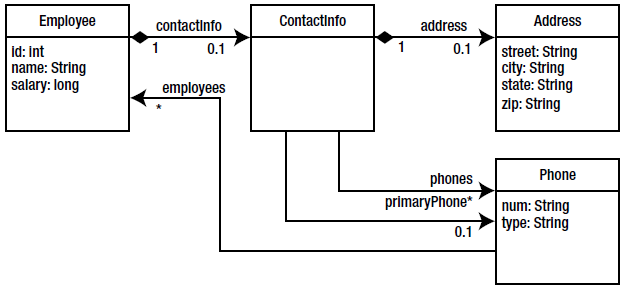 Employee
id: int
name: String
salary: long
contactInfo
1
0.1
ContactInfo
address
1
0.1
Address
street: String
city: String
state: String
zip: String
employees
*
phones
primaryPhone*
0.1
Phone
num: String
type: String